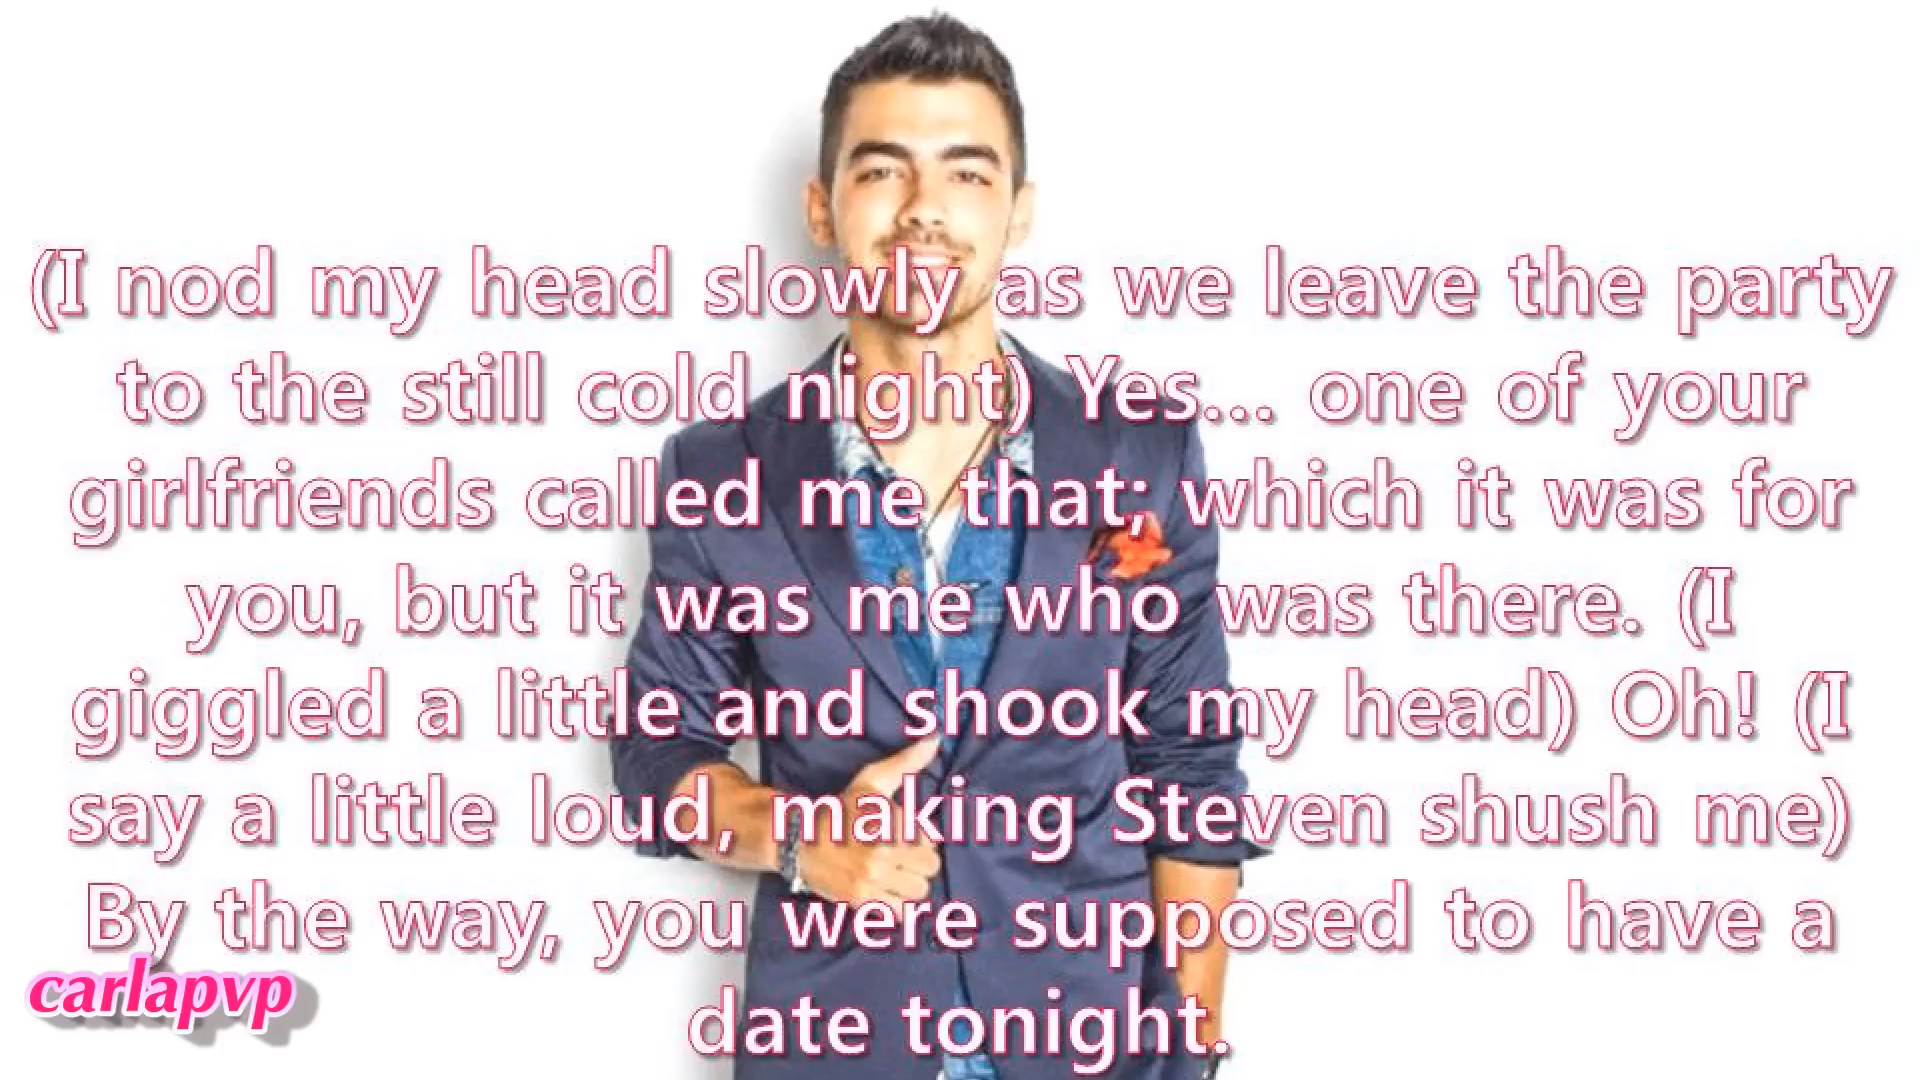 (I nod my head slowly as we leave the party
to the still cold night) Yes... one of your
girlfriends called me that; which it was for
you, but it was me who was there. (I
giggled a little and shook my head) Oh! (I
say a little loud, making Steven shush me)
By the way, you were supposed to have a
date tonight.
carlapvp